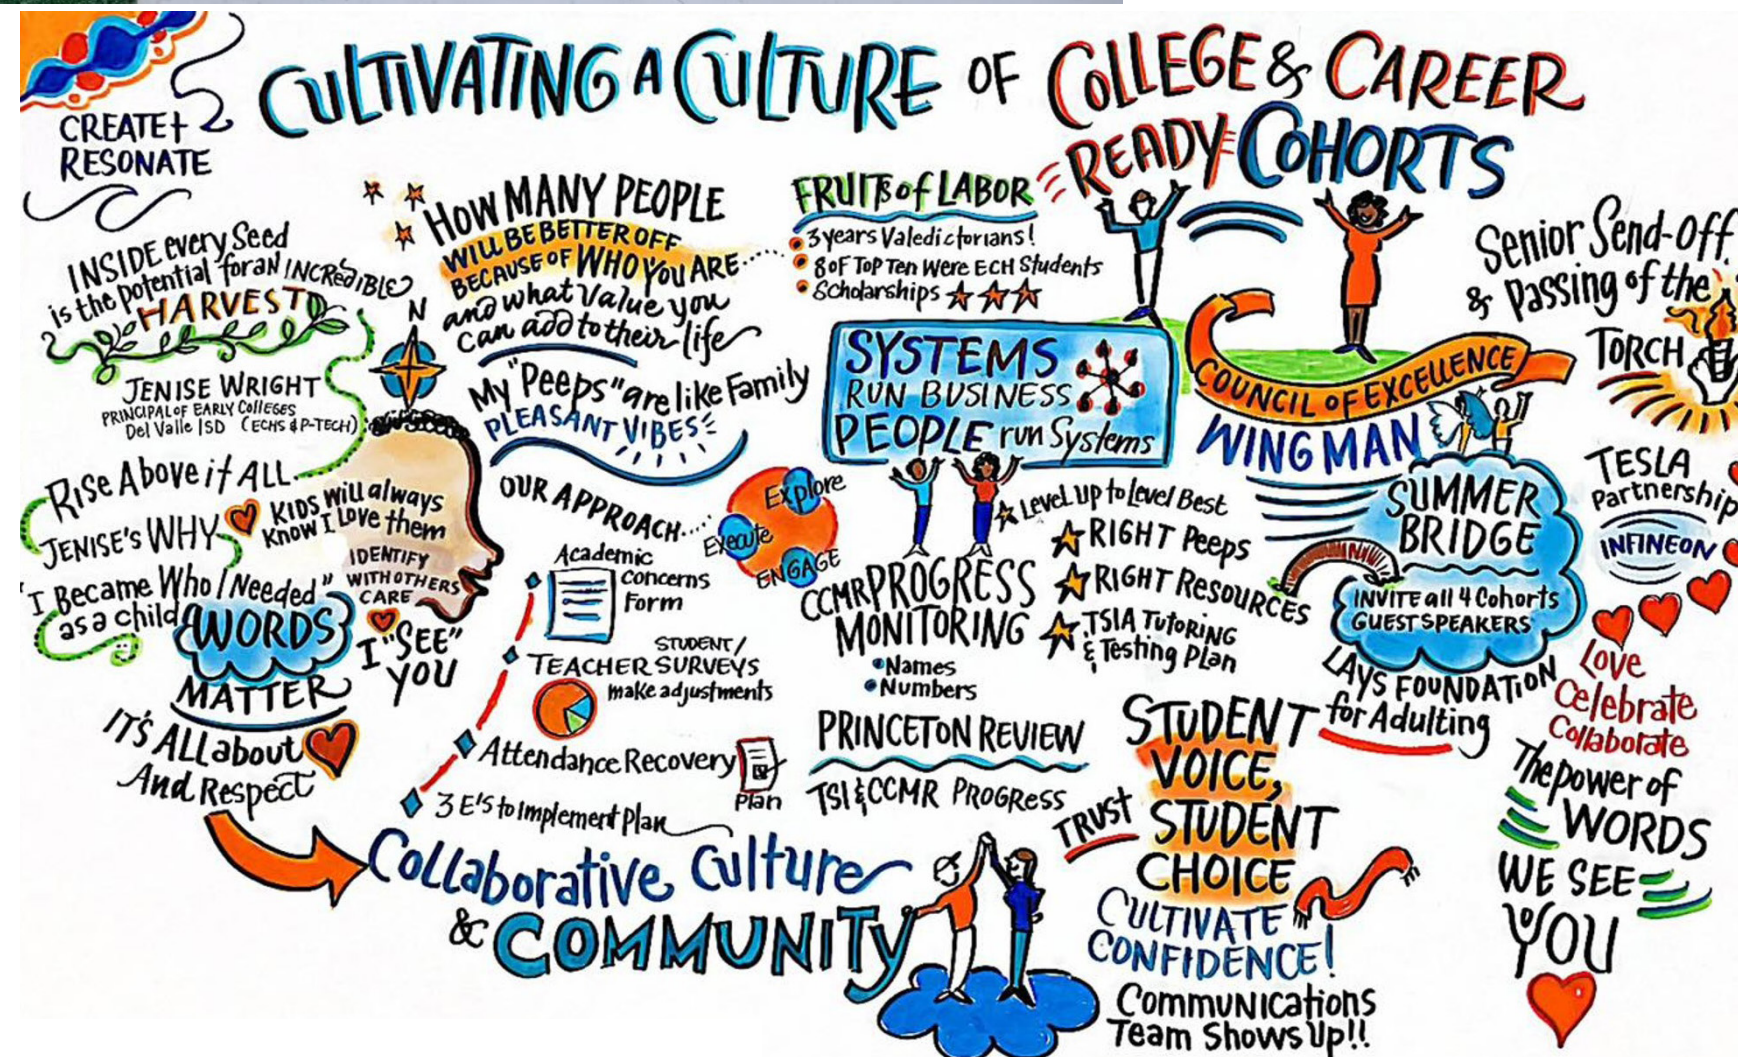 CULTIVATING A CULTURE OF COLLEGE & CAREER
READY COHORTS
CREATE +
RESONATE
INSIDE every Seed
is the potential for an INCREDIBLE
HARVEST
JENISE WRIGHT
PRINCIPAL OF EARLY COLLEGES
Del Valle ISD (ECHS & P-TECH)
Rise Above it ALL
JENISE'S WHY
KIDS will always
Know I Love them
IDENTIFY
WITH OTHERS
CARE
I Became Who I Needed"
as a child
WORDS
MATTER
I "SEE"
YOU
IT'S ALL about
And Respect
HOW MANY PEOPLE
WILL BE BETTER OFF
BECAUSE OF WHO YOU ARE
and what Value you
can add to their life
N
My "Peeps" are like Family
PLEASANT VIBES
OUR APPROACH....
Explore
Execute
ENGAGE
Academic
concerns
Form
STUDENT/
TEACHER SURVEYS
make adjustments
Attendance Recovery
Plan
3 E'S to Implement Plan
Collaborative Culture
& COMMUNITY
FRUITS of LABOR
3 years Valedictorians!
8 OF TOP Ten Were ECH Students
Scholarships
SYSTEMS
RUN BUSINESS
PEOPLE run Systems
CCMR PROGRESS
MONITORING
Names
Numbers
PRINCETON REVIEW
TSI & CCMR PROGRESS
Level Up to Level Best
RIGHT Peeps
RIGHT RESOURCES
TSIA TUTORING
& Testing Plan
TRUST
STUDENT
VOICE,
STUDENT
CHOICE
CULTIVATE
CONFIDENCE!
Communications
Team Shows Up!!
COUNCIL OF EXCELLENCE
WING MAN
SUMMER
BRIDGE
INVITE all 4 Cohorts
GUEST SPEAKERS
LAYS FOUNDATION
for Adulting
Senior Send-Off
& Passing of the
TORCH
TESLA
Partnership
INFINEON
Love
Celebrate
Collaborate
The power of
WORDS
WE SEE
YOU